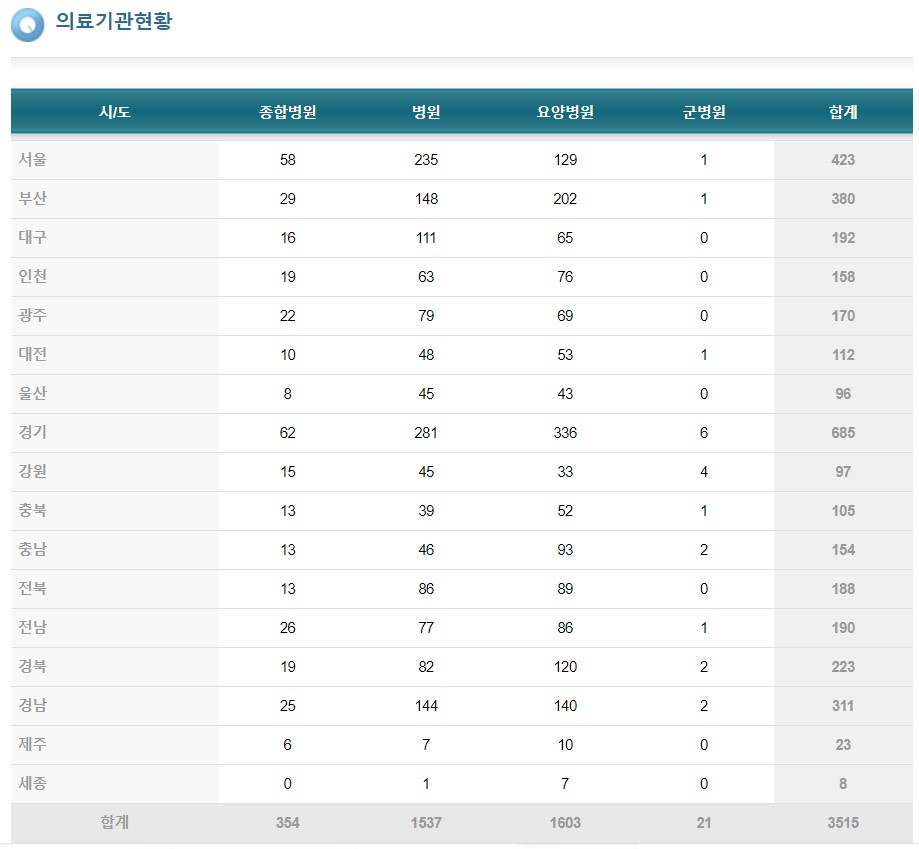 의료기관현황
시/도 종합병원 병원 요양병원 군병원 합계
서울 58 235 129 1 423
부산 29 148 202 1 380
대구 16 111 65 0 192
인천 19 63 76 0 158
광주 22 79 69 0 170
대전 10 48 53 1 112
울산 8 45 43 0 96
경기 62 281 336 6 685
강원 15 45 33 4 97
충북 13 39 52 1 105
충남 13 46 93 2 154
전북 13 86 89 0 188
전남 26 77 86 1 190
경북 19 82 120 2 223
경남 25 144 140 2 311
제주 6 7 10 0 23
세종 0 1 7 0 8
합계 354 1537 1603 21 3515